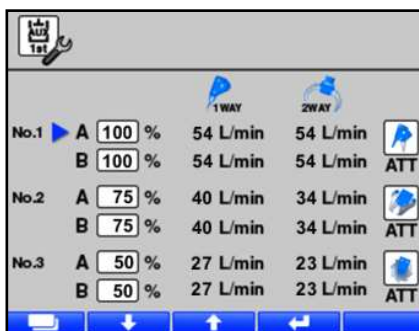 AUX
1st
1WAY 2WAY
No.1 A 100 % 54 L/min 54 L/min
B 100 % 54 L/min 54 L/min ATT
No.2 A 75 % 40 L/min 34 L/min
B 75 % 40 L/min 34 L/min ATT
No.3 A 50 % 27 L/min 23 L/min
B 50 % 27 L/min 23 L/min ATT